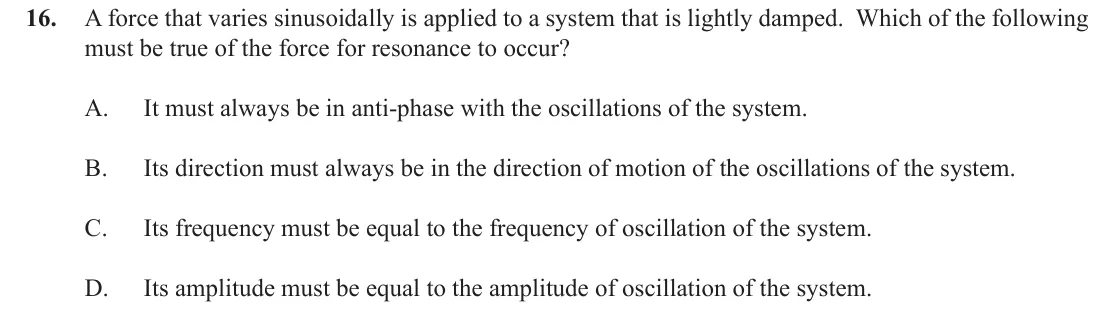 16. A force that varies sinusoidally is applied to a system that is lightly damped. Which of the following
must be true of the force for resonance to occur?
A. It must always be in anti-phase with the oscillations of the system.
B. Its direction must always be in the direction of motion of the oscillations of the system.
C. Its frequency must be equal to the frequency of oscillation of the system.
D. Its amplitude must be equal to the amplitude of oscillation of the system.